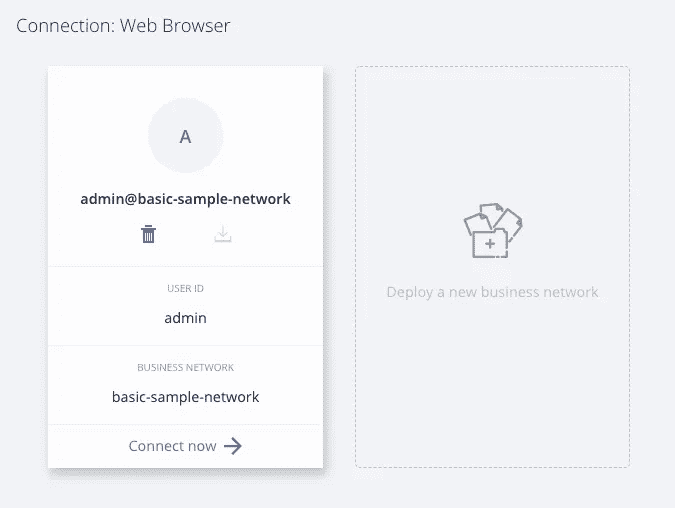 Connection: Web Browser
A
admin@basic-sample-network
USER ID
admin
BUSINESS NETWORK
basic-sample-network
Connect now
Deploy a new business network